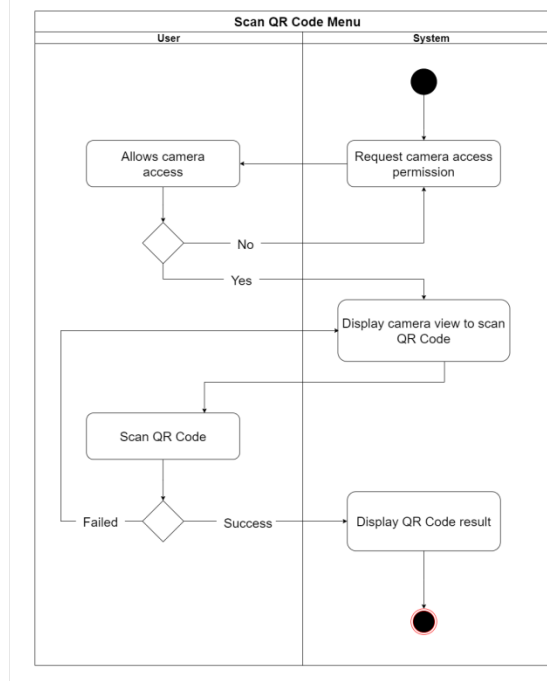 Scan QR Code Menu
User
System
Allows camera
access
Request camera access
permission
No
Yes
Display camera view to scan
QR Code
Scan QR Code
Failed
Success
Display QR Code result